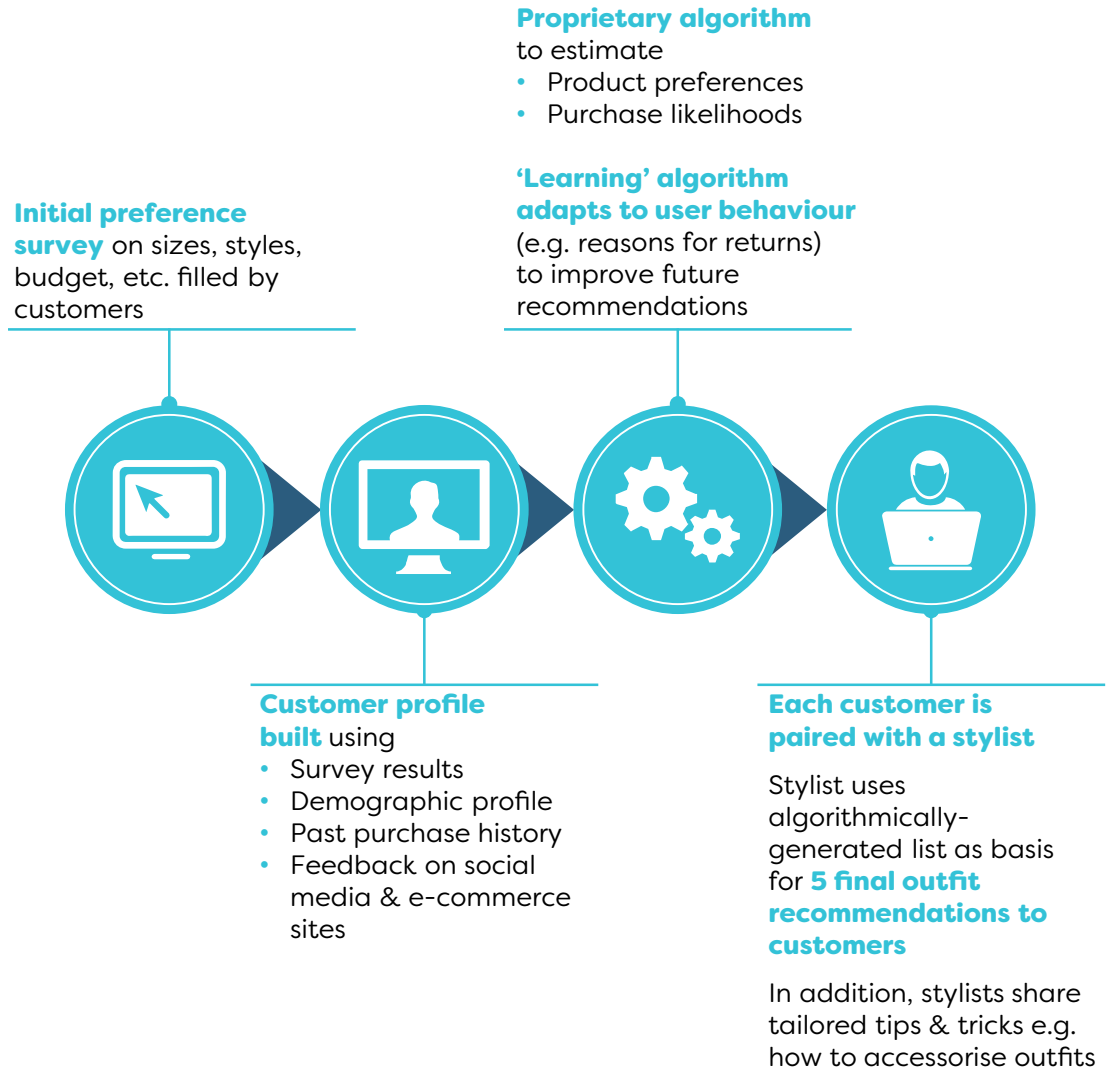 Initial preference
survey on sizes, styles,
budget, etc. filled by
customers
Customer profile
built using
• Survey results
• Demographic profile
• Past purchase history
• Feedback on social
media & e-commerce
sites
Proprietary algorithm
to estimate
• Product preferences
• Purchase likelihoods
‘Learning’ algorithm
adapts to user behaviour
(e.g. reasons for returns)
to improve future
recommendations
Each customer is
paired with a stylist
Stylist uses
algorithmically-
generated list as basis
for 5 final outfit
recommendations to
customers
In addition, stylists share
tailored tips & tricks e.g.
how to accessorise outfits